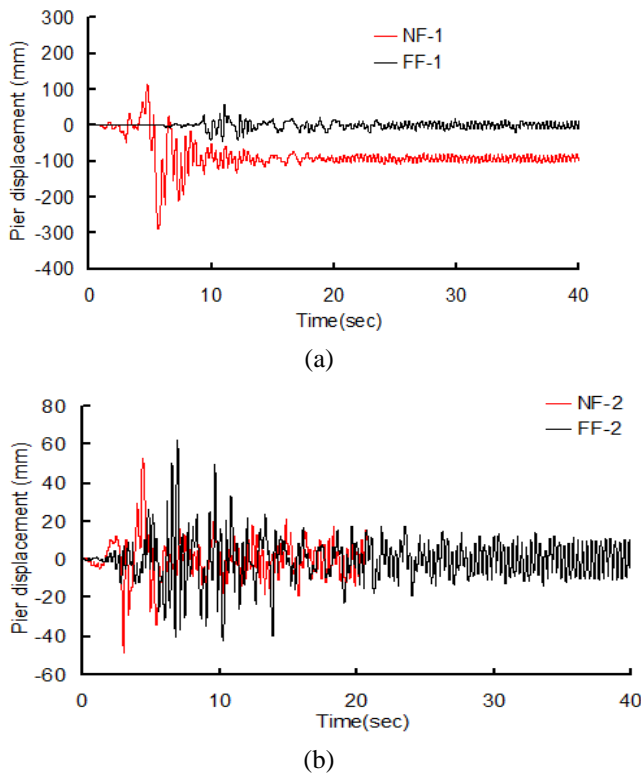 300
200
100
0
-100
-200
-300
-400
Pier displacement (mm)
NF-1
FF-1
0 10 20 30 40
Time(sec)
(a)
80
60
40
20
0
-20
-40
-60
Pier displacement (mm)
NF-2
FF-2
0 10 20 30 40
Time(sec)
(b)